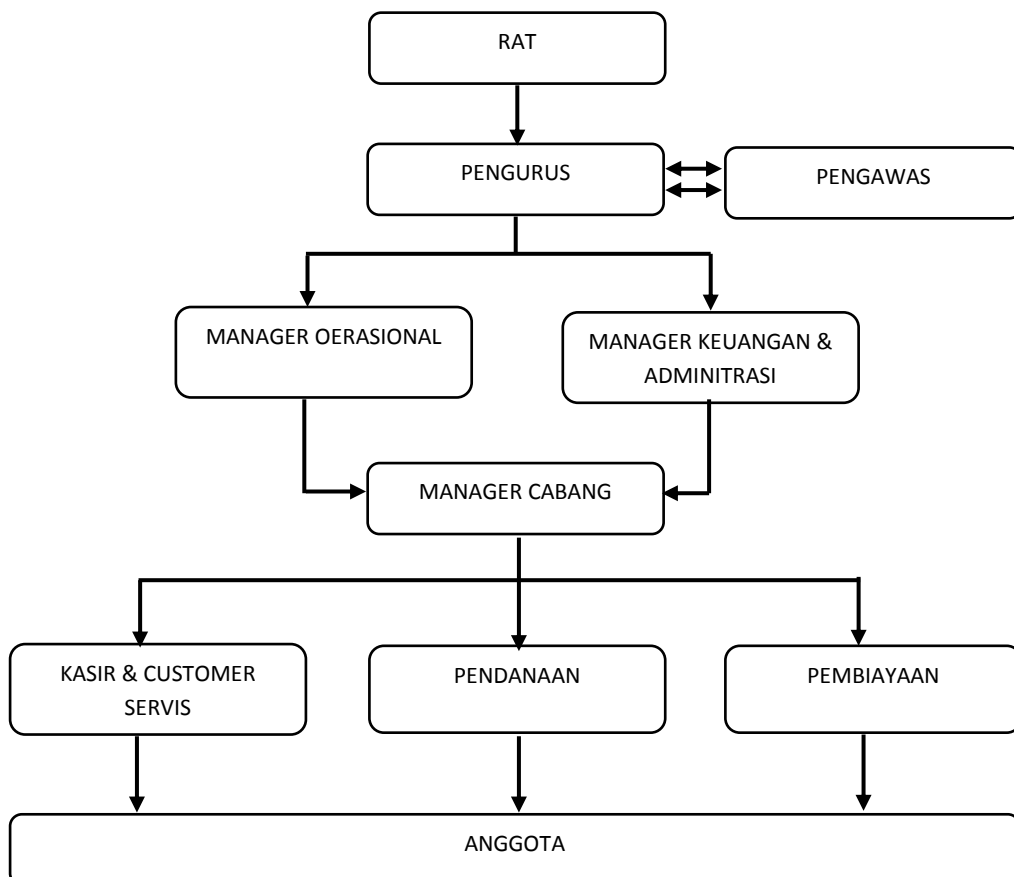 RAT
PENGURUS
PENGAWAS
MANAGER OERASIONAL
MANAGER KEUANGAN &
ADMINITRASI
MANAGER CABANG
KASIR & CUSTOMER
SERVIS
PENDANAAN
PEMBIAYAAN
ANGGOTA